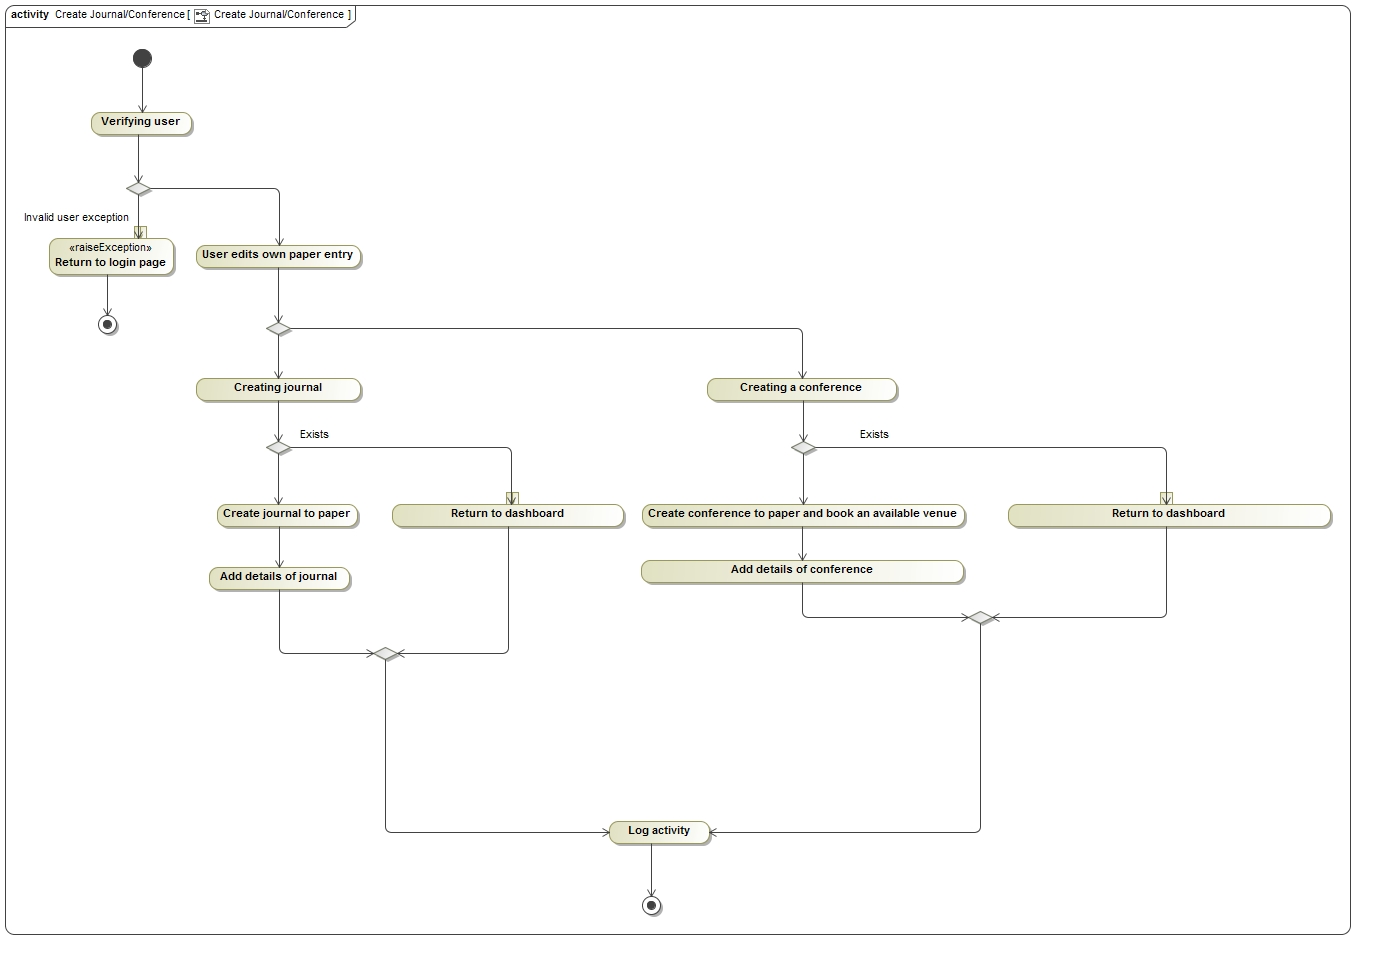 activity Create Journal/Conference [ Create Journal/Conference ]
Verifying user
Invalid user exception
«raiseException»
Return to login page
User edits own paper entry
Creating journal
Creating a conference
Exists
Exists
Create journal to paper
Return to dashboard
Create conference to paper and book an available venue
Return to dashboard
Add details of journal
Add details of conference
Log activity